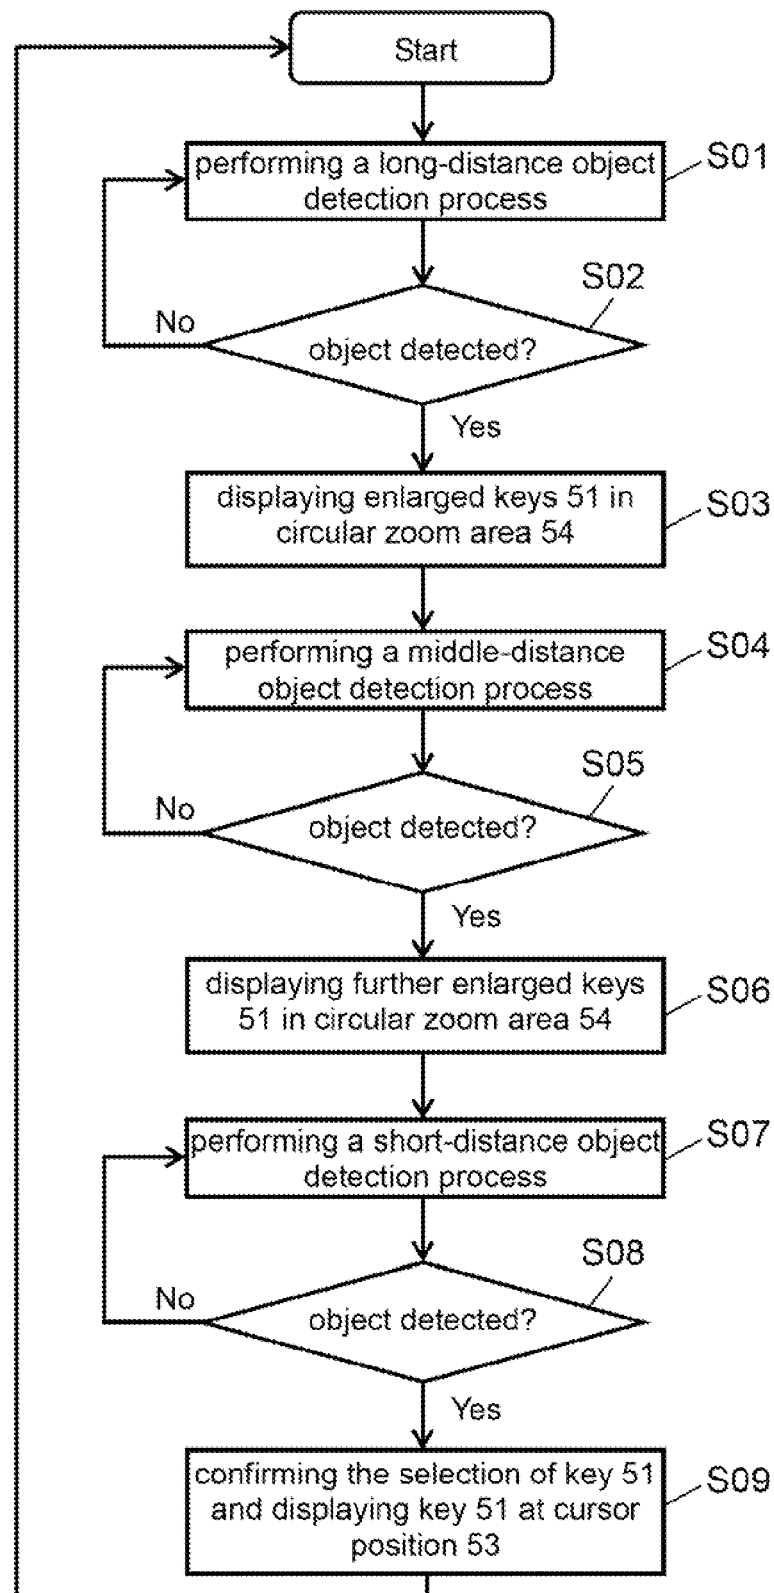 Start
performing a long-distance object
detection process
S01
S02
No
object detected?
Yes
displaying enlarged keys 51 in
circular zoom area 54
S03
performing a middle-distance
object detection process
S04
S05
No
object detected?
Yes
displaying further enlarged keys
51 in circular zoom area 54
S06
performing a short-distance object
detection process
S07
S08
No
object detected?
Yes
confirming the selection of key 51
and displaying key 51 at cursor
position 53
S09